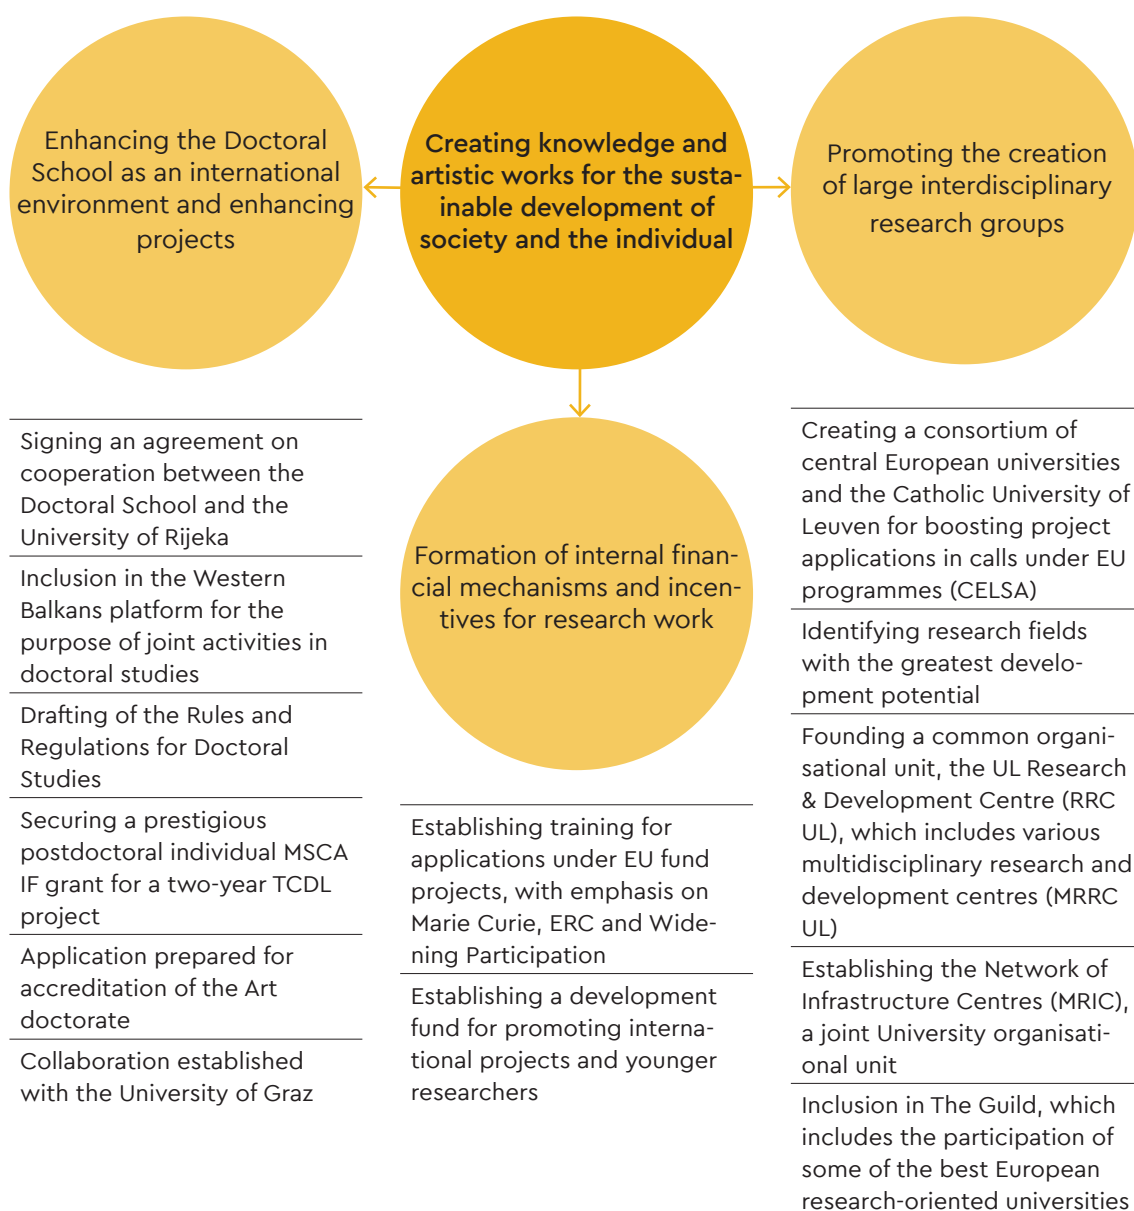 Enhancing the Doctoral
School as an international
environment and enhancing
projects
Creating knowledge and
artistic works for the susta-
inable development of
society and the individual
Promoting the creation
of large interdisciplinary
research groups
Signing an agreement on
cooperation between the
Doctoral School and the
University of Rijeka
Inclusion in the Western
Balkans platform for the
purpose of joint activities in
doctoral studies
Drafting of the Rules and
Regulations for Doctoral
Studies
Securing a prestigious
postdoctoral individual MSCA
IF grant for a two-year TCDL
project
Application prepared for
accreditation of the Art
doctorate
Collaboration established
with the University of Graz
Formation of internal finan-
cial mechanisms and incen-
tives for research work
Establishing training for
applications under EU fund
projects, with emphasis on
Marie Curie, ERC and Wide-
ning Participation
Establishing a development
fund for promoting interna-
tional projects and younger
researchers
Creating a consortium of
central European universities
and the Catholic University of
Leuven for boosting project
applications in calls under EU
programmes (CELSA)
Identifying research fields
with the greatest develo-
pment potential
Founding a common organi-
sational unit, the UL Research
& Development Centre (RRC
UL), which includes various
multidisciplinary research and
development centres (MRRC
UL)
Establishing the Network of
Infrastructure Centres (MRIC),
a joint University organisati-
onal unit
Inclusion in The Guild, which
includes the participation of
some of the best European
research-oriented universities